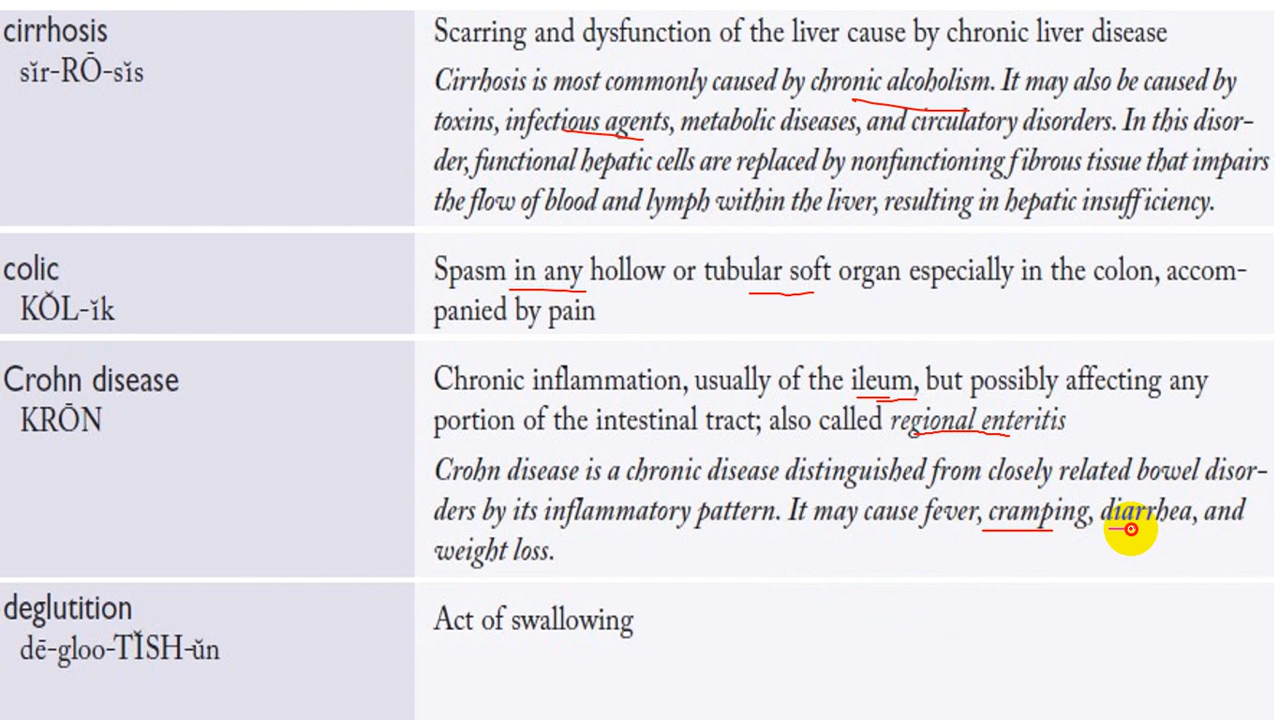 cirrhosis
sĭr-RŌ-sĭs
Scarring and dysfunction of the liver cause by chronic liver disease
Cirrhosis is most commonly caused by chronic alcoholism. It may also be caused by
toxins, infectious agents, metabolic diseases, and circulatory disorders. In this disor-
der, functional hepatic cells are replaced by nonfunctioning fibrous tissue that impairs
the flow of blood and lymph within the liver, resulting in hepatic insufficiency.
colic
KŎL-ĭk
Spasm in any hollow or tubular soft organ especially in the colon, accom-
panied by pain
Crohn disease
KRŌN
Chronic inflammation, usually of the ileum, but possibly affecting any
portion of the intestinal tract; also called regional enteritis
Crohn disease is a chronic disease distinguished from closely related bowel disor-
ders by its inflammatory pattern. It may cause fever, cramping, diarrhea, and
weight loss.
deglutition
dē-gloo-TĬSH-ŭn
Act of swallowing